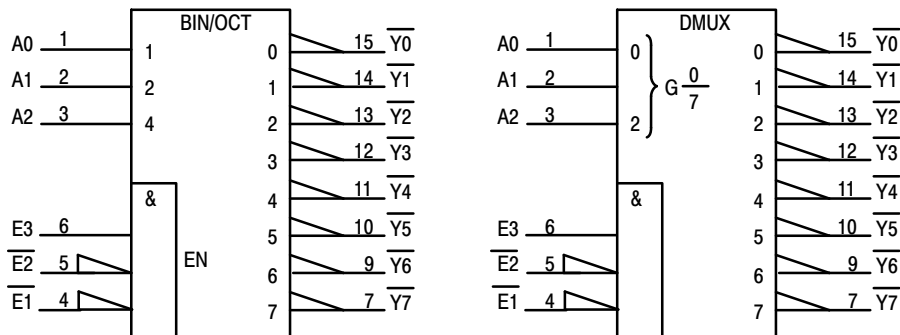 BIN/OCT
A0 1 1 0 15 Y0
A1 2 2 1 14 Y1
A2 3 4 2 13 Y2
3 12 Y3
& 4 11 Y4
E3 6 5 10 Y5
E2 5 EN 6 9 Y6
E1 4 7 7 Y7
DMUX
A0 1 0 0 15 Y0
A1 2 G 0/7 1 14 Y1
A2 3 2 2 13 Y2
3 12 Y3
& 4 11 Y4
E3 6 5 10 Y5
E2 5 6 9 Y6
E1 4 7 7 Y7